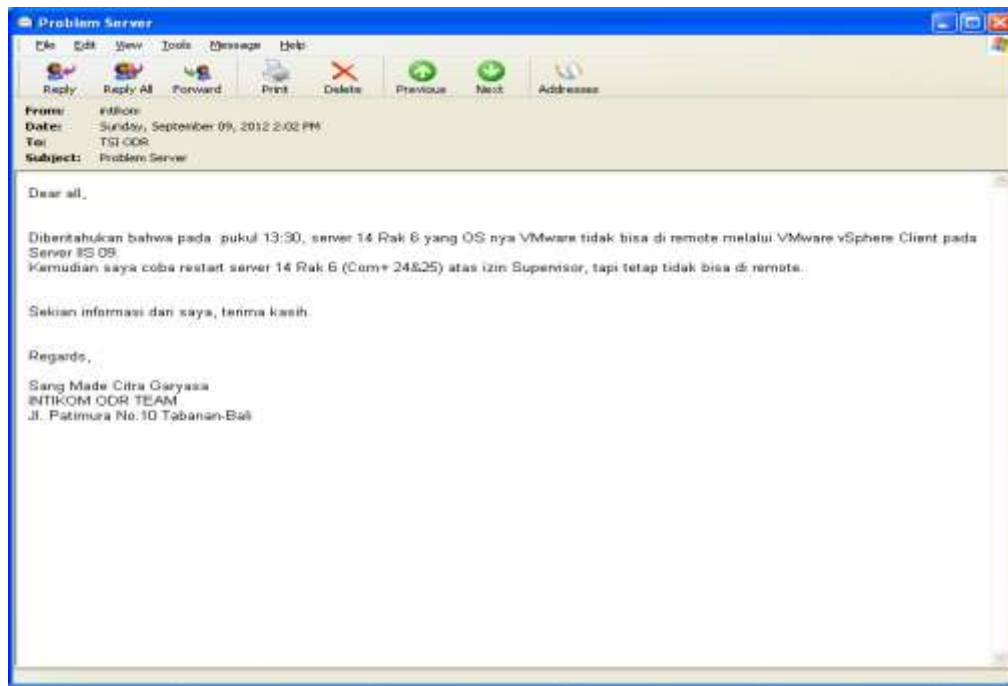 Problem Server
File Edit View Tools Message Help
Reply Reply All Forward Print Delete Previous Next Addresses
From: intikom
Date: Sunday, September 09, 2012 2:02 PM
To: TSI ODR
Subject: Problem Server
Dear all,
Diberitahukan bahwa pada pukul 13:30, server 14 Rak 6 yang OS nya VMware tidak bisa di remote melalui VMware vSphere Client pada
Server IIS 09.
Kemudian saya coba restart server 14 Rak 6 (Com+ 24&25) atas izin Supervisor, tapi tetap tidak bisa di remote.
Sekian informasi dari saya, terima kasih.
Regards,
Sang Made Citra Garyasa
INTIKOM ODR TEAM
Jl. Patimura No.10 Tabanan-Bali